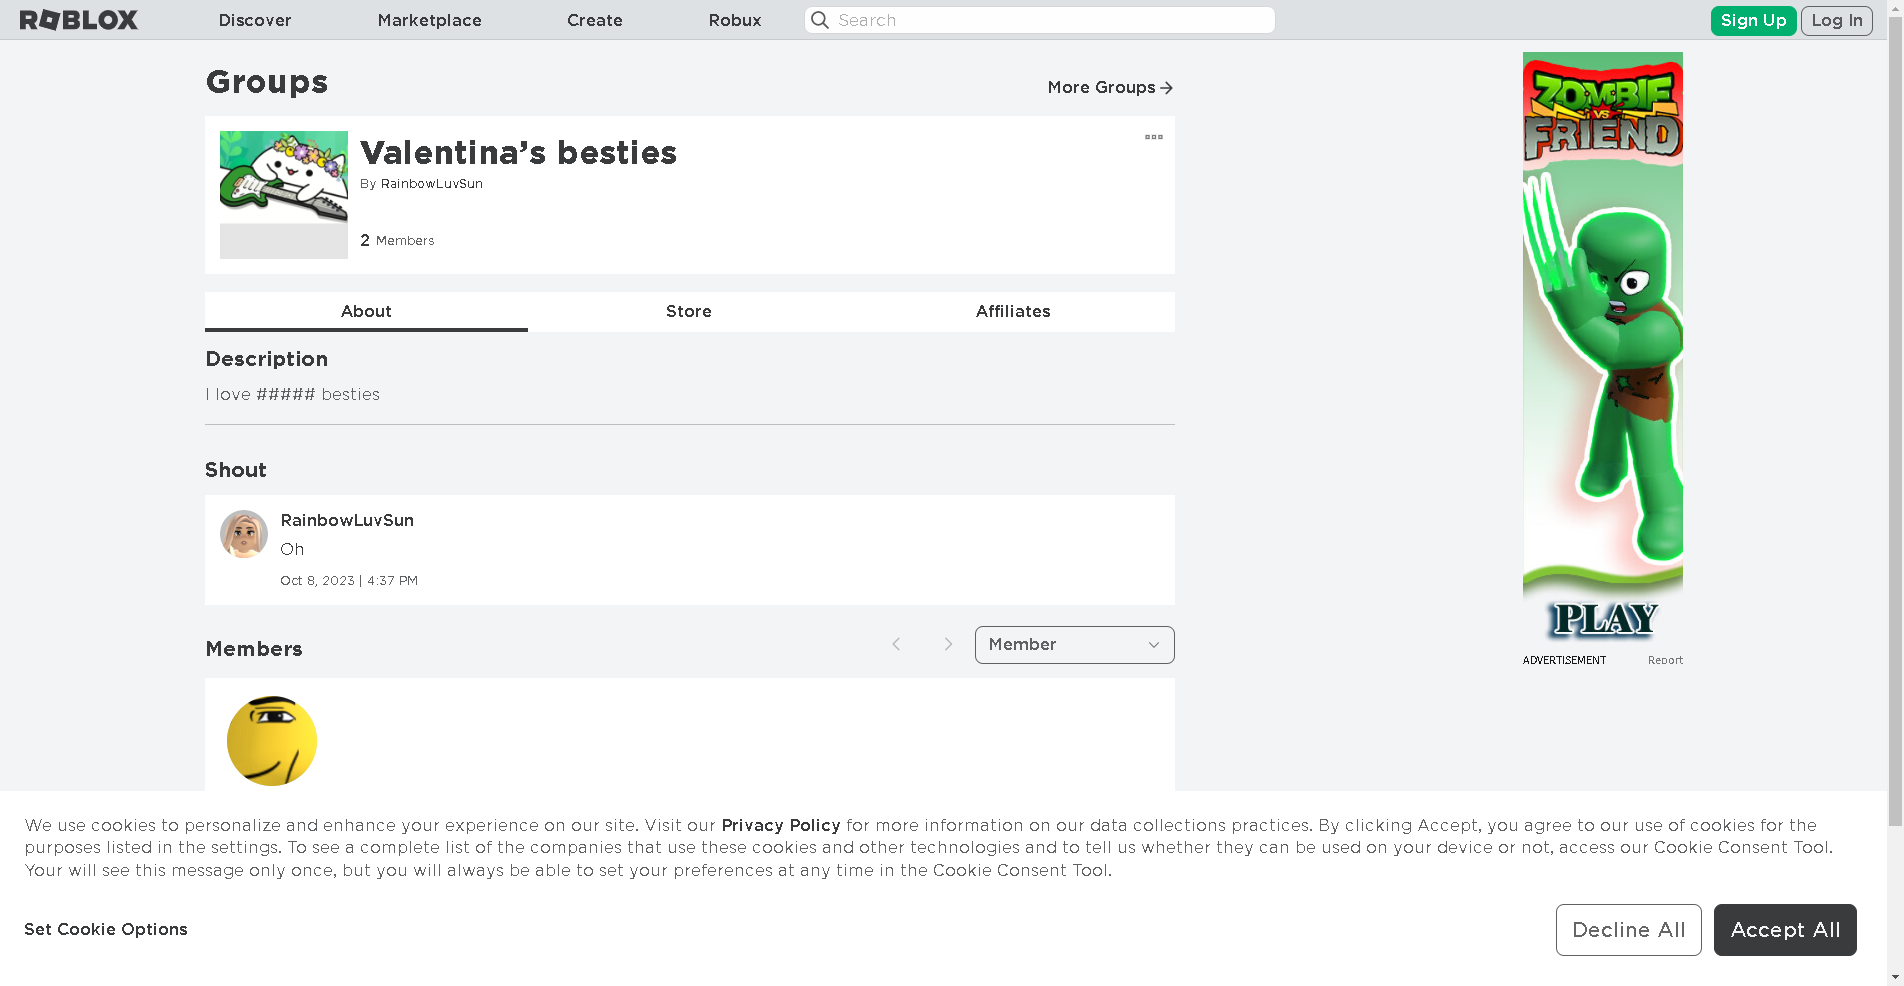 ROBLOX
Discover
Marketplace
Create
Robux
Search
Sign Up
Log In
Groups
More Groups
Valentina’s besties
By RainbowLuvSun
2 Members
About
Store
Affiliates
Description
I love ##### besties
Shout
RainbowLuvSun
Oh
Oct 8, 2023 | 4:37 PM
Members
Member
ZOMBIE
VS
FRIEND
PLAY
ADVERTISEMENT
Report
We use cookies to personalize and enhance your experience on our site. Visit our Privacy Policy for more information on our data collections practices. By clicking Accept, you agree to our use of cookies for the
purposes listed in the settings. To see a complete list of the companies that use these cookies and other technologies and to tell us whether they can be used on your device or not, access our Cookie Consent Tool.
Your will see this message only once, but you will always be able to set your preferences at any time in the Cookie Consent Tool.
Set Cookie Options
Decline All
Accept All